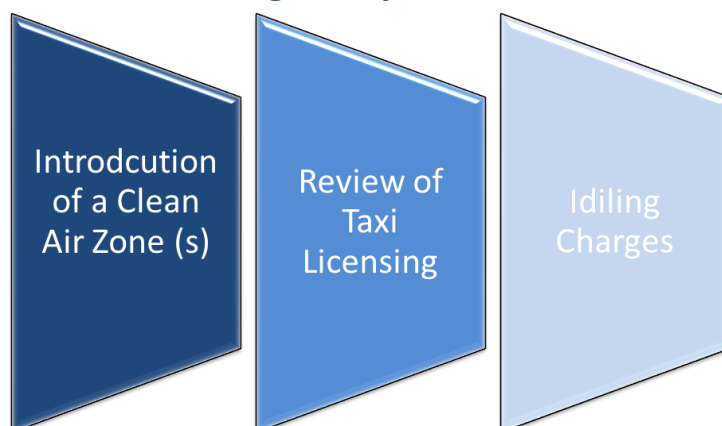 Introdcution
of a Clean
Air Zone (s)
Review of
Taxi
Licensing
Idiling
Charges